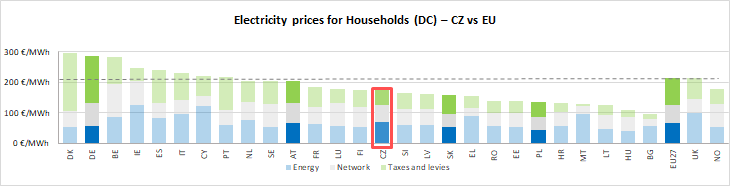 Electricity prices for Households (DC) – CZ vs EU
300 €/MWh
200 €/MWh
100 €/MWh
0 €/MWh
DK DE BE IE ES IT CY PT NL SE AT FR LU FI CZ SI LV SK EL RO EE PL HR MT LT HU BG EU27 UK NO
Energy Network Taxes and levies